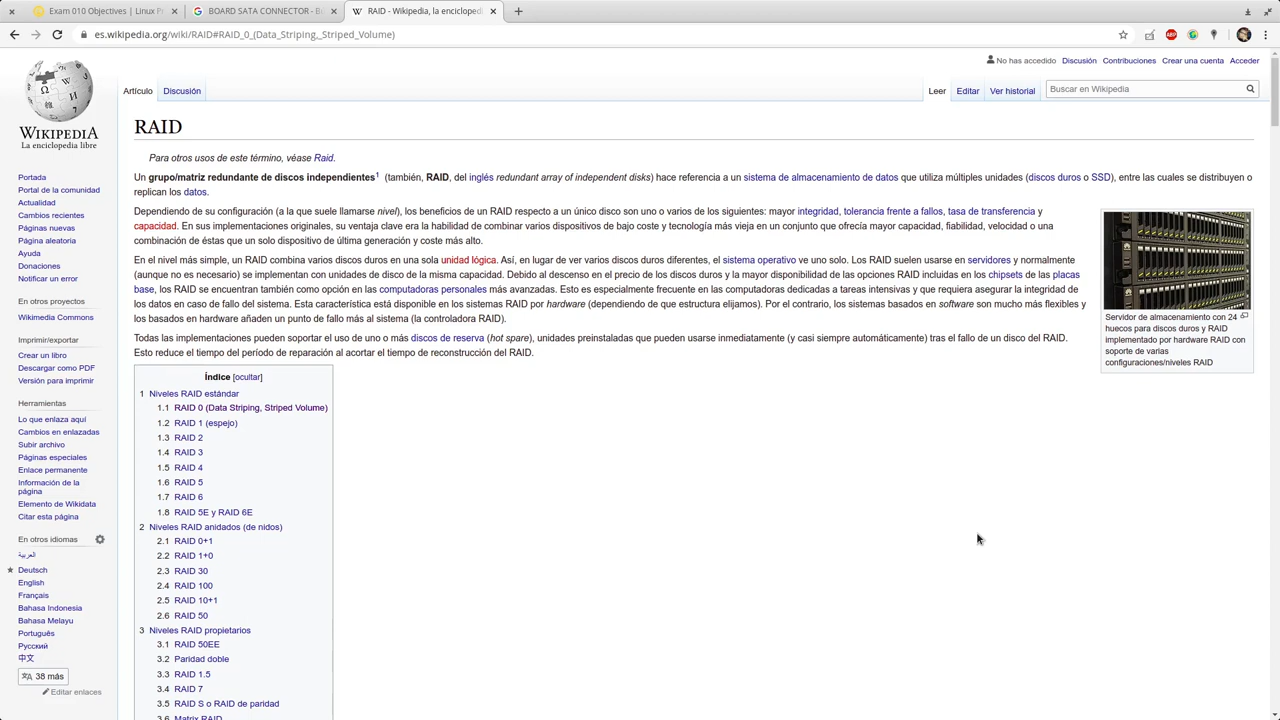 Exam 010 Objectives | Linux Pr
BOARD SATA CONNECTOR - B
RAID - Wikipedia, la enciclopedi
es.wikipedia.org/wiki/RAID#RAID_0_(Data_Striping,_Striped_Volume)
No has accedido Discusión Contribuciones Crear una cuenta Acceder
Artículo Discusión Leer Editar Ver historial Buscar en Wikipedia
WIKIPEDIA
La enciclopedia libre
Portada
Portal de la comunidad
Actualidad
Cambios recientes
Páginas nuevas
Página aleatoria
Ayuda
Donaciones
Notificar un error
En otros proyectos
Wikimedia Commons
Imprimir/exportar
Crear un libro
Descargar como PDF
Versión para imprimir
Herramientas
Lo que enlaza aquí
Cambios en enlazadas
Subir archivo
Páginas especiales
Enlace permanente
Información de la
página
Elemento de Wikidata
Citar esta página
En otros idiomas
العربية
Deutsch
English
Français
Bahasa Indonesia
Bahasa Melayu
Português
Русский
中文
38 más
Editar enlaces
RAID
Para otros usos de este término, véase Raid.
Un grupo/matriz redundante de discos independientes1 (también, RAID, del inglés redundant array of independent disks) hace referencia a un sistema de almacenamiento de datos que utiliza múltiples unidades (discos duros o SSD), entre las cuales se distribuyen o
replican los datos.
Dependiendo de su configuración (a la que suele llamarse nivel), los beneficios de un RAID respecto a un único disco son uno o varios de los siguientes: mayor integridad, tolerancia frente a fallos, tasa de transferencia y
capacidad. En sus implementaciones originales, su ventaja clave era la habilidad de combinar varios dispositivos de bajo coste y tecnología más vieja en un conjunto que ofrecía mayor capacidad, fiabilidad, velocidad o una
combinación de éstas que un solo dispositivo de última generación y coste más alto.
En el nivel más simple, un RAID combina varios discos duros en una sola unidad lógica. Así, en lugar de ver varios discos duros diferentes, el sistema operativo ve uno solo. Los RAID suelen usarse en servidores y normalmente
(aunque no es necesario) se implementan con unidades de disco de la misma capacidad. Debido al descenso en el precio de los discos duros y la mayor disponibilidad de las opciones RAID incluidas en los chipsets de las placas
base, los RAID se encuentran también como opción en las computadoras personales más avanzadas. Esto es especialmente frecuente en las computadoras dedicadas a tareas intensivas y que requiera asegurar la integridad de
los datos en caso de fallo del sistema. Esta característica está disponible en los sistemas RAID por hardware (dependiendo de que estructura elijamos). Por el contrario, los sistemas basados en software son mucho más flexibles y
los basados en hardware añaden un punto de fallo más al sistema (la controladora RAID).
Todas las implementaciones pueden soportar el uso de uno o más discos de reserva (hot spare), unidades preinstaladas que pueden usarse inmediatamente (y casi siempre automáticamente) tras el fallo de un disco del RAID.
Esto reduce el tiempo del período de reparación al acortar el tiempo de reconstrucción del RAID.
Servidor de almacenamiento con 24
huecos para discos duros y RAID
implementado por hardware RAID con
soporte de varias
configuraciones/niveles RAID
Índice [ocultar]
1 Niveles RAID estándar
1.1 RAID 0 (Data Striping, Striped Volume)
1.2 RAID 1 (espejo)
1.3 RAID 2
1.4 RAID 3
1.5 RAID 4
1.6 RAID 5
1.7 RAID 6
1.8 RAID 5E y RAID 6E
2 Niveles RAID anidados (de nidos)
2.1 RAID 0+1
2.2 RAID 1+0
2.3 RAID 30
2.4 RAID 100
2.5 RAID 10+1
2.6 RAID 50
3 Niveles RAID propietarios
3.1 RAID 50EE
3.2 Paridad doble
3.3 RAID 1.5
3.4 RAID 7
3.5 RAID S o RAID de paridad
3.6 Matrix RAID